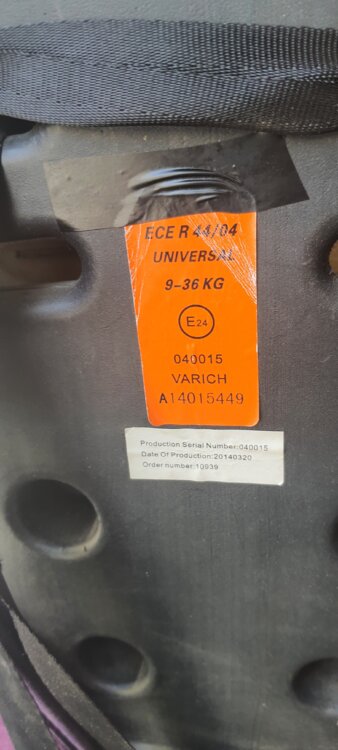 ECE R 44/04
UNIVERSAL
9-36 KG
E24
040015
VARICH
A14015449
Production Serial Number:040015
Date Of Production:20140320
Order number:10939